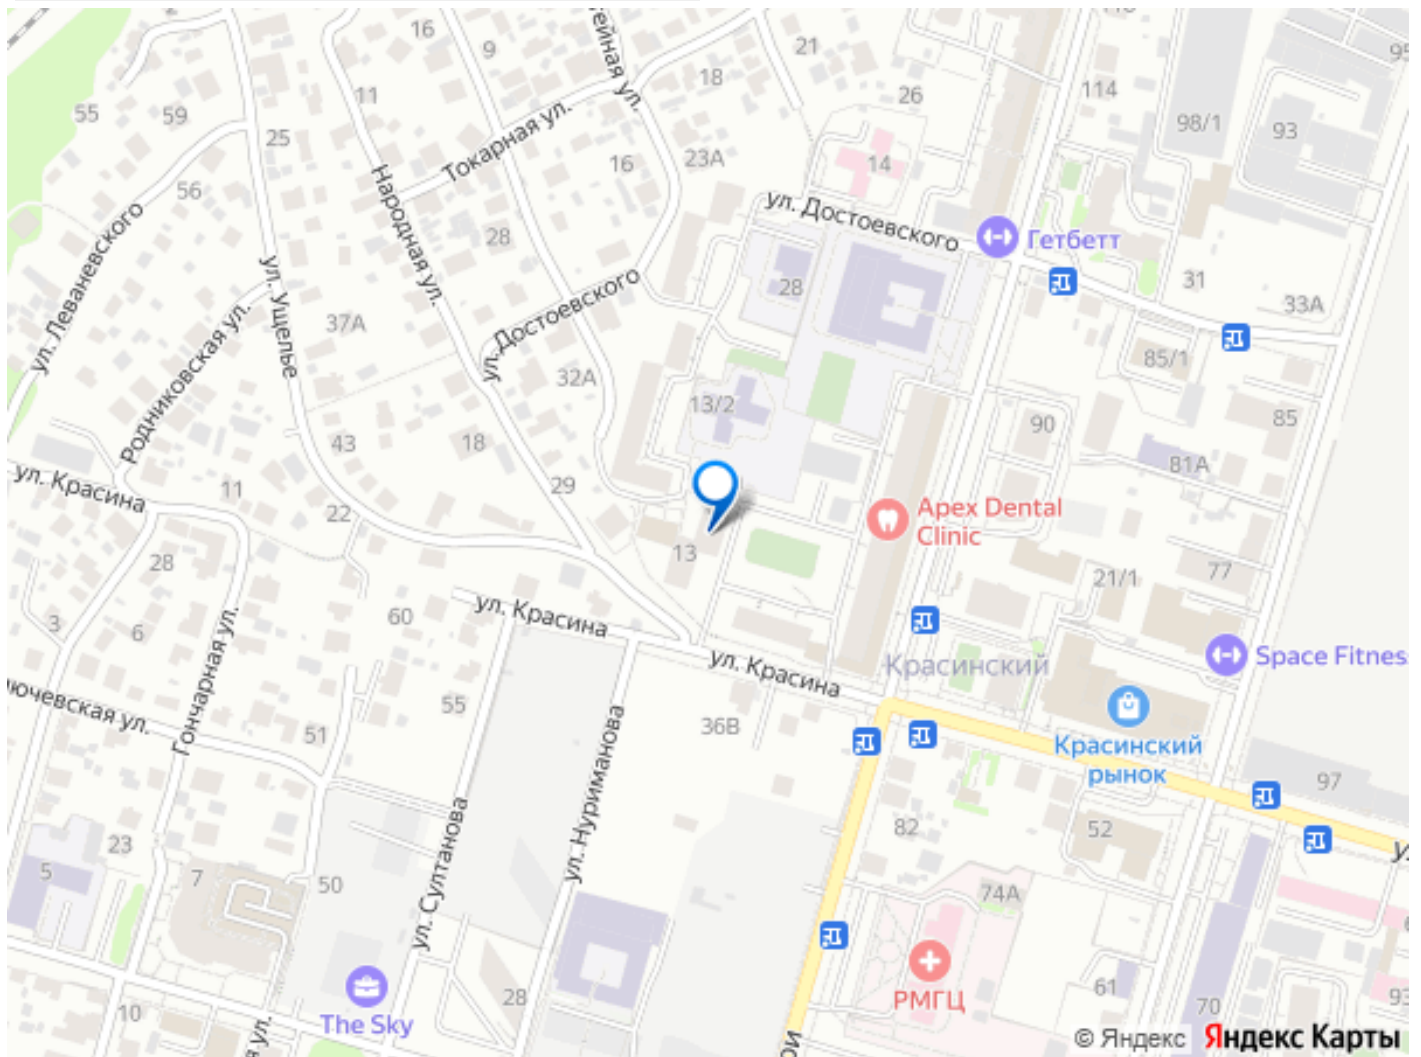 16
9
21
18
11
26
114
98/1
93
95
55
59
25
Токарная ул.
16
23А
14
56
Народная ул.
28
ул. Достоевского
Гетбетт
ул. Леваневского
ул. Ущелье
ул. Достоевского
28
31
33А
37А
Родниковская ул.
32А
85/1
13/2
85
90
43
18
81А
ул. Красина
11
29
22
Apex Dental
Clinic
13
28
21/1
77
3
6
Гончарная ул.
60
ул. Красина
ул. Красина
Красинский
Space Fitnes
55
51
36В
Красинский
рынок
97
ул. Нуриманова
ул. Султанова
82
52
23
5
7
50
74А
РМГЦ
61
28
70
93
10
The Sky
© Яндекс Яндекс Карты